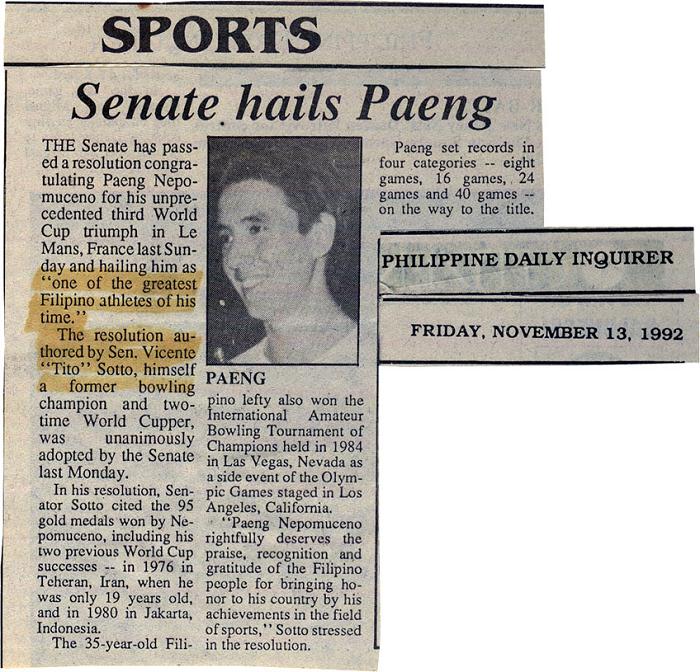 SPORTS
Senate hails Paeng
THE Senate has pass-
ed a resolution congra-
tulating Paeng Nepo-
muceno for his unpre-
cedented third World
Cup triumph in Le
Mans, France last Sun-
day and hailing him as
"one of the greatest
Filipino athletes of his
time."
The resolution au-
thored by Sen. Vicente
"Tito" Sotto, himself
a former bowling
champion and two-
time World Cupper,
was unanimously
adopted by the Senate
last Monday.
In his resolution, Sen-
ator Sotto cited the 95
gold medals won by Ne-
pomuceno, including his
two previous World Cup
successes -- in 1976 in
Teheran, Iran, when he
was only 19 years old,
and in 1980 in Jakarta,
Indonesia.
The 35-year-old Fili-
PAENG
pino lefty also won the
International Amateur
Bowling Tournament of
Champions held in 1984
in Las Vegas, Nevada as
a side event of the Olym-
pic Games staged in Los
Angeles, California.
"Paeng Nepomuceno
rightfully deserves the
praise, recognition and
gratitude of the Filipino
people for bringing ho-
nor to his country by his
achievements in the field
of sports," Sotto stressed
in the resolution.
Paeng set records in
four categories -- eight
games, 16 games, 24
games and 40 games --
on the way to the title.
PHILIPPINE DAILY INQUIRER
FRIDAY, NOVEMBER 13, 1992